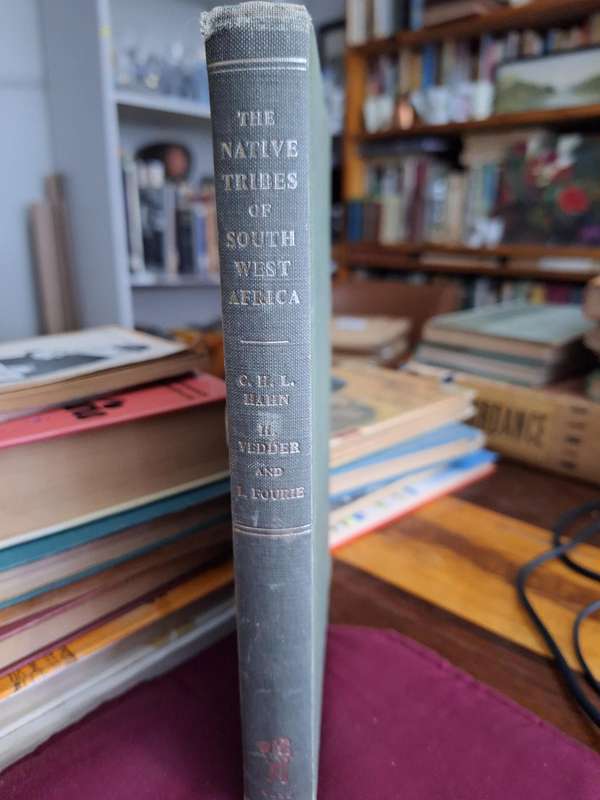 THE
NATIVE
TRIBES
OF
SOUTH
WEST
AFRICA
C. H. L.
HAHN
H.
VEDDER
AND
L. FOURIE